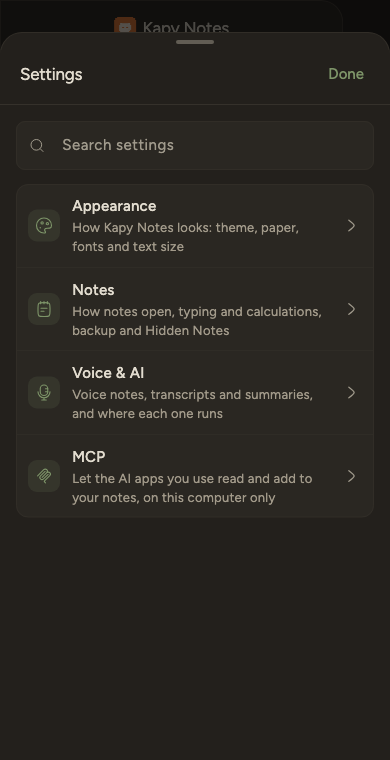 Kapy Notes
Settings
Done
Search settings
Appearance
How Kapy Notes looks: theme, paper,
fonts and text size
Notes
How notes open, typing and calculations,
backup and Hidden Notes
Voice & AI
Voice notes, transcripts and summaries,
and where each one runs
MCP
Let the AI apps you use read and add to
your notes, on this computer only